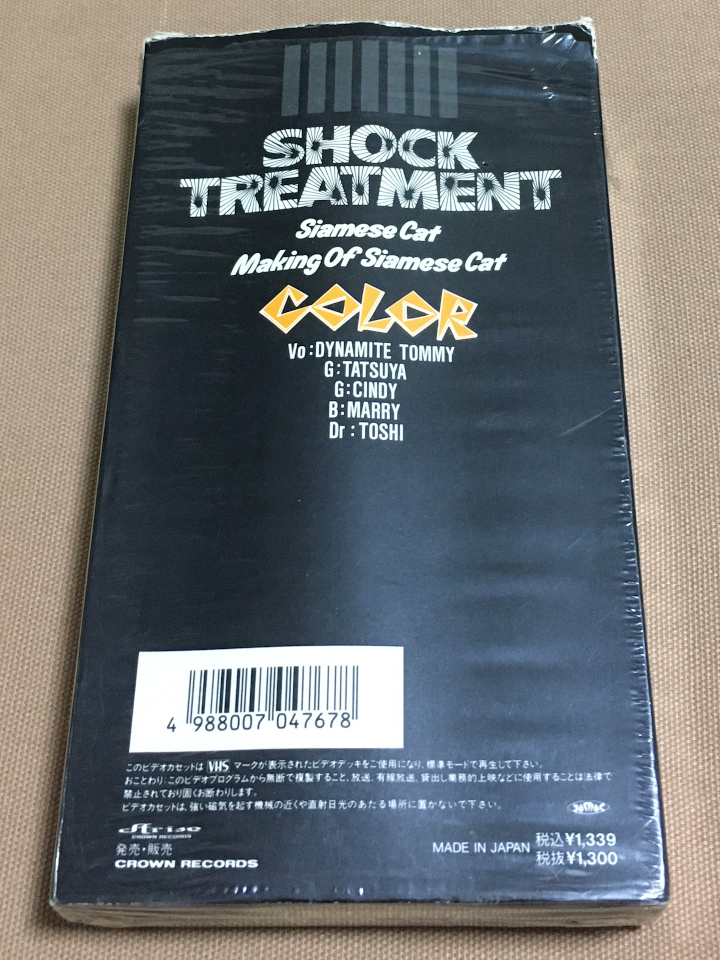 SHOCK
TREATMENT
Siamese Cat
Making Of Siamese Cat
COLOR
Vo:DYNAMITE TOMMY
G:TATSUYA
G:CINDY
B:MARRY
Dr:TOSHI
4 988007 047678
このビデオカセットは VHS マークが表示されたビデオデッキをご使用になり、標準モードで再生して下さい。
おことわり:このビデオプログラムから無断で複製すること、放送、有線放送、貸出し業務的上映などに使用することは法律で
禁止されており固くお断わりします。
ビデオカセットは、強い磁気を起す機械の近くや直射日光のあたる場所に置かないで下さい。
CROWN RECORDS
発売・販売
CROWN RECORDS
MADE IN JAPAN
税込¥1,339
税抜¥1,300